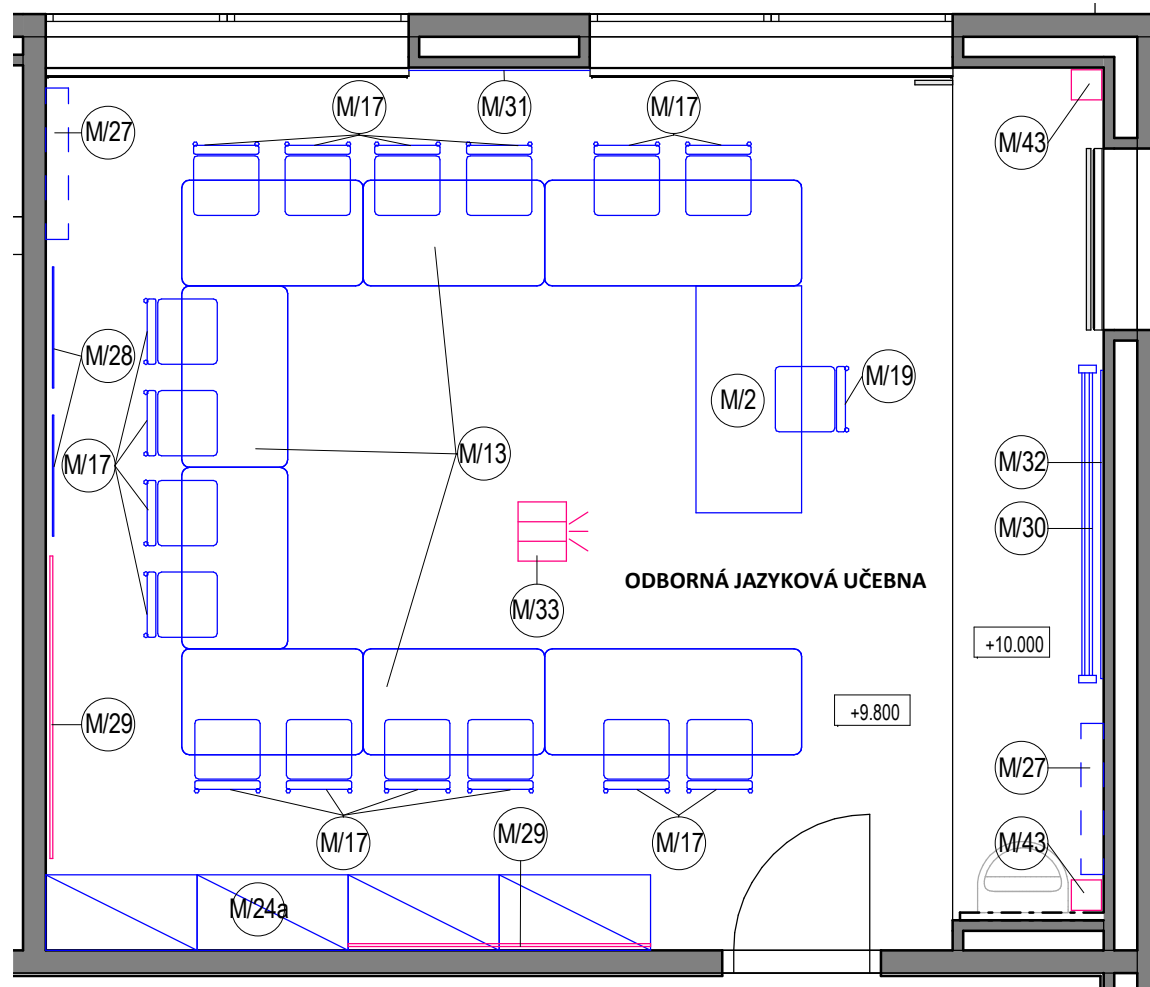 M/17
M/31
M/17
M/43
M/27
M/28
M/19
M/2
M/17
M/13
M/32
M/30
ODBORNÁ JAZYKOVÁ UČEBNA
M/33
+10.000
M/29
+9.800
M/27
M/17
M/29
M/17
M/43
M/24a